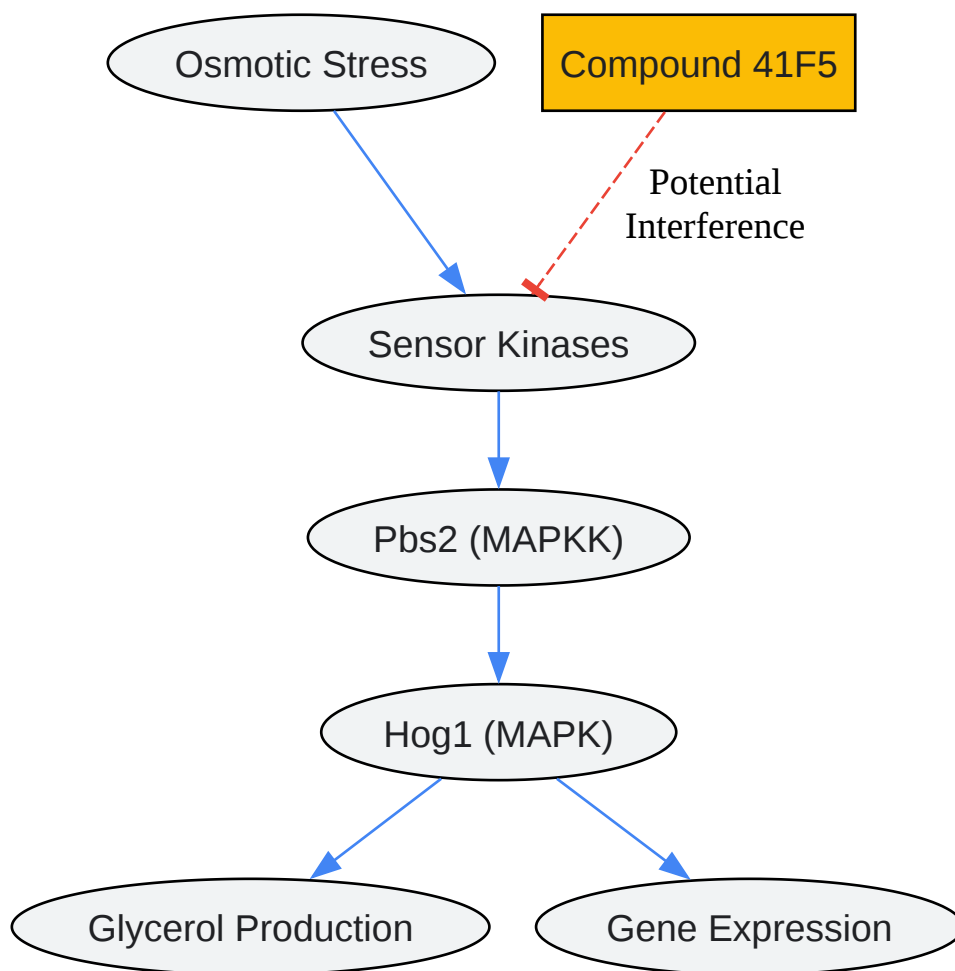 Osmotic Stress
Compound 41F5
Potential
Interference
Sensor Kinases
Pbs2 (MAPKK)
Hog1 (MAPK)
Glycerol Production
Gene Expression